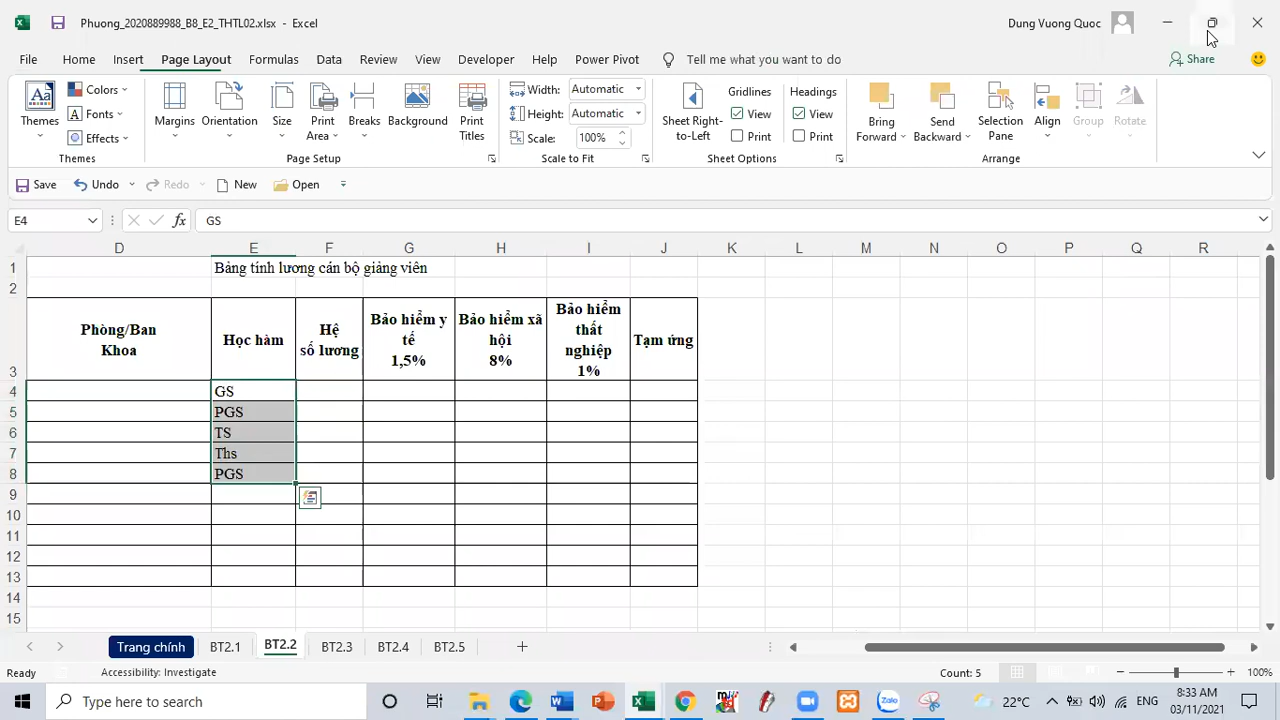 Phuong_2020889988_B8_E2_THTL02.xlsx - Excel
Dung Vuong Quoc
File Home Insert Page Layout Formulas Data Review View Developer Help Power Pivot Tell me what you want to do Share
Themes
Colors
Fonts
Effects
Themes
Margins
Orientation
Size
Print Area
Breaks
Background
Print Titles
Page Setup
Width: Automatic
Height: Automatic
Scale: 100%
Scale to Fit
Sheet Right-to-Left
Gridlines
View
Print
Headings
View
Print
Sheet Options
Bring Forward
Send Backward
Selection Pane
Align
Group
Rotate
Arrange
Save Undo Redo New Open
E4 fx GS
D E F G H I J K L M N O P Q R
1 Bảng tính lương cán bộ giảng viên
2
3
Phòng/Ban
Khoa
Học hàm
Hệ
số lương
Bảo hiểm y
tế
1,5%
Bảo hiểm xã
hội
8%
Bảo hiểm
thất
nghiệp
1%
Tạm ứng
4 GS
5 PGS
6 TS
7 Ths
8 PGS
9
10
11
12
13
14
15
Trang chính BT2.1 BT2.2 BT2.3 BT2.4 BT2.5
Ready Accessibility: Investigate Count: 5 100%
Type here to search
22°C
ENG
8:33 AM
03/11/2021